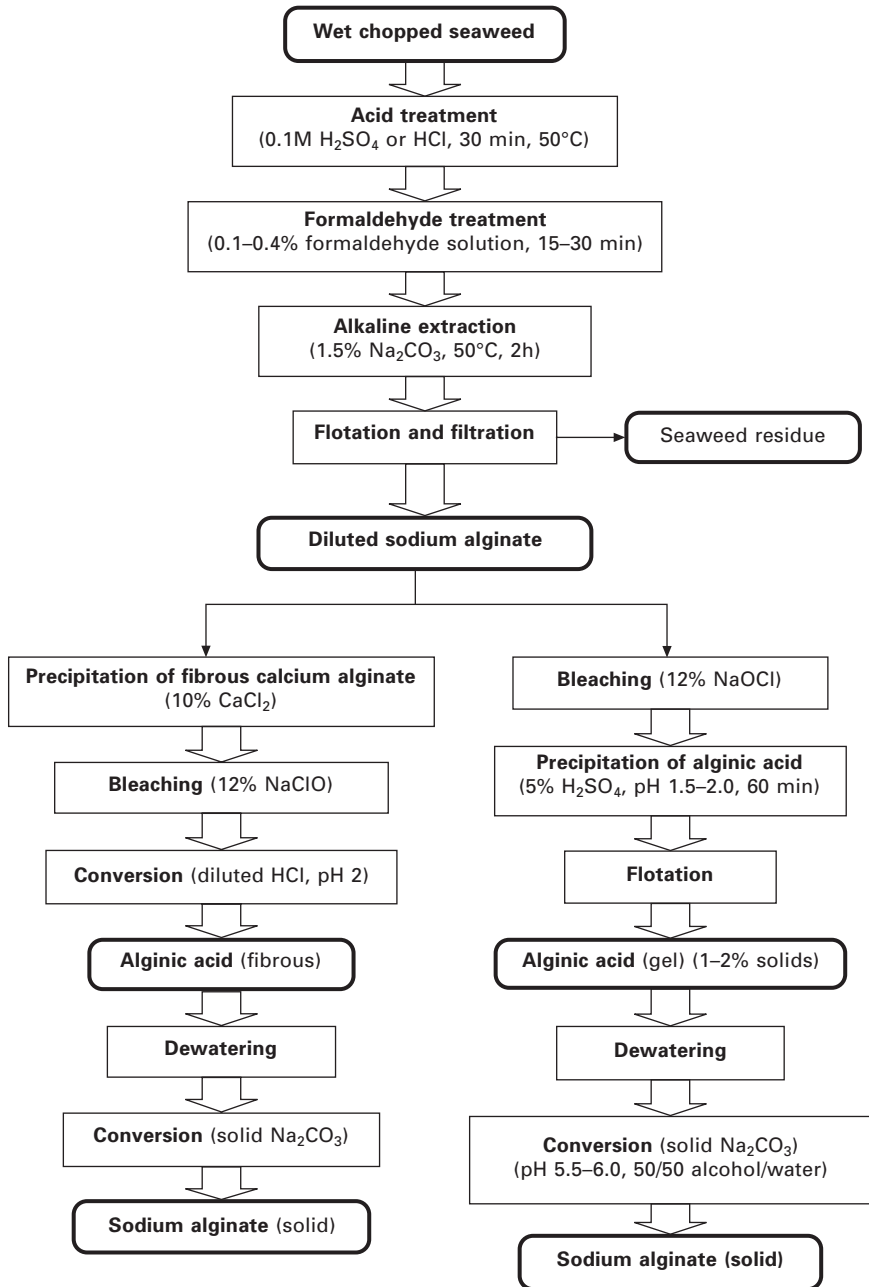 Wet chopped seaweed
Acid treatment
(0.1M H₂SO₄ or HCl, 30 min, 50°C)
Formaldehyde treatment
(0.1–0.4% formaldehyde solution, 15–30 min)
Alkaline extraction
(1.5% Na₂CO₃, 50°C, 2h)
Flotation and filtration
Seaweed residue
Diluted sodium alginate
Precipitation of fibrous calcium alginate
(10% CaCl₂)
Bleaching (12% NaClO)
Conversion (diluted HCl, pH 2)
Alginic acid (fibrous)
Dewatering
Conversion (solid Na₂CO₃)
Sodium alginate (solid)
Bleaching (12% NaOCl)
Precipitation of alginic acid
(5% H₂SO₄, pH 1.5–2.0, 60 min)
Flotation
Alginic acid (gel) (1–2% solids)
Dewatering
Conversion (solid Na₂CO₃)
(pH 5.5–6.0, 50/50 alcohol/water)
Sodium alginate (solid)